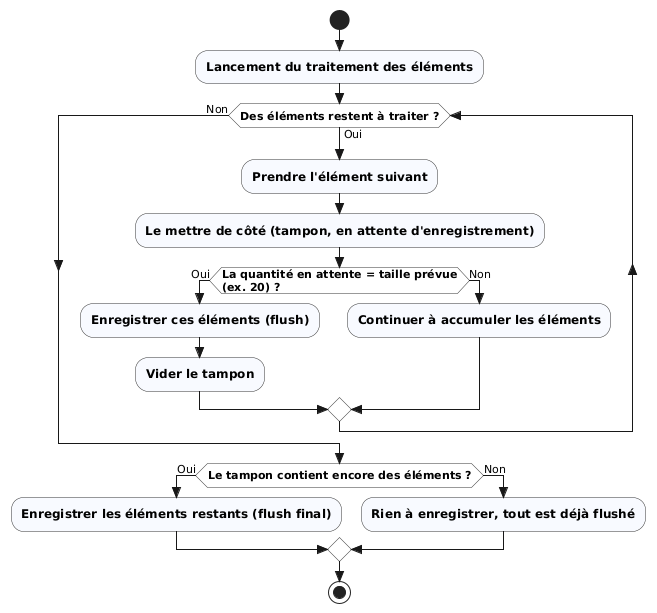 Lancement du traitement des éléments
Non
Des éléments restent à traiter ?
Oui
Prendre l'élément suivant
Le mettre de côté (tampon, en attente d'enregistrement)
Oui
La quantité en attente = taille prévue
(ex. 20) ?
Non
Enregistrer ces éléments (flush)
Continuer à accumuler les éléments
Vider le tampon
Oui
Le tampon contient encore des éléments ?
Non
Enregistrer les éléments restants (flush final)
Rien à enregistrer, tout est déjà flushé